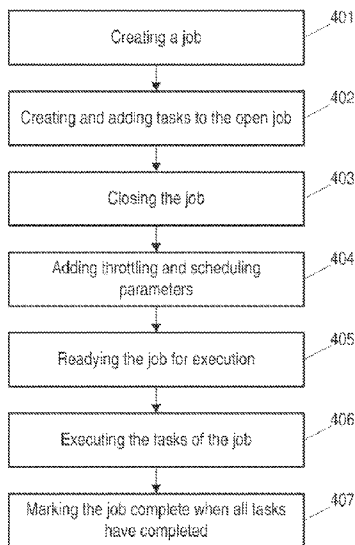 401
Creating a job
402
Creating and adding tasks to the open job
403
Closing the job
404
Adding throttling and scheduling
parameters
405
Readying the job for execution
406
Executing the tasks of the job
407
Marking the job complete when all tasks
have completed